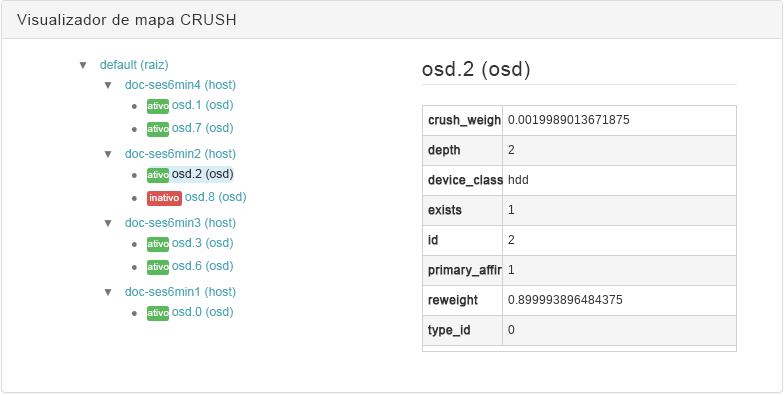 Visualizador de mapa CRUSH
default (raiz)
doc-ses6min4 (host)
ativo osd.1 (osd)
ativo osd.7 (osd)
doc-ses6min2 (host)
ativo osd.2 (osd)
inativo osd.8 (osd)
doc-ses6min3 (host)
ativo osd.3 (osd)
ativo osd.6 (osd)
doc-ses6min1 (host)
ativo osd.0 (osd)
osd.2 (osd)
crush_weigh 0.0019989013671875
depth 2
device_class hdd
exists 1
id 2
primary_affir 1
reweight 0.899993896484375
type_id 0